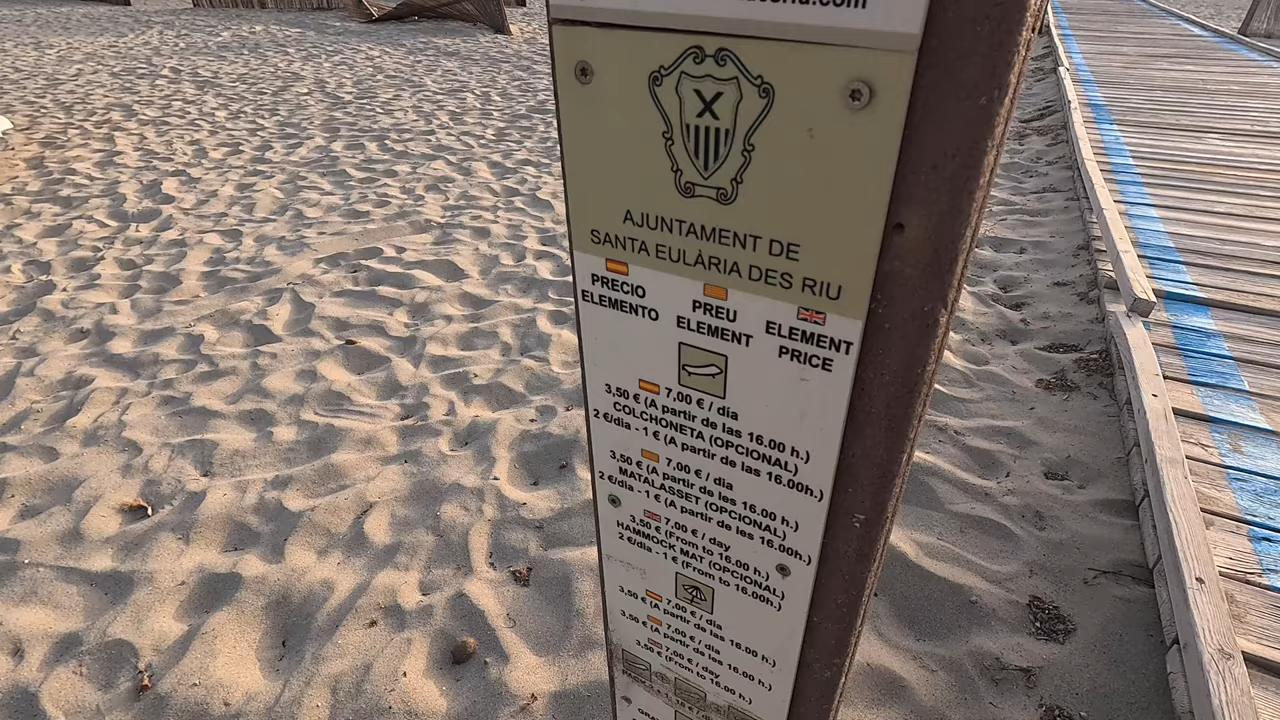 AJUNTAMENT DE
SANTA EULÀRIA DES RIU
PRECIO
ELEMENTO
PREU
ELEMENT
ELEMENT
PRICE
7,00 € / día
3,50 € (A partir de las 16.00 h.)
COLCHONETA (OPCIONAL)
2 €/dia - 1 € (A partir de las 16.00h.)
7,00 € / dia
3,50 € (A partir de les 16.00 h.)
MATALASSET (OPCIONAL)
2 €/dia - 1 € (A partir de les 16.00h.)
7,00 € / day
3,50 € (From to 16.00 h.)
HAMMOCK MAT (OPCIONAL)
2 €/dia - 1 € (From to 16.00h.)
7,00 € / dia
3,50 € (A partir de las 16.00 h.)
7,00 € / dia
3,50 € (A partir de les 16.00 h.)
7,00 € / day
3,50 € (From to 16.00 h.)